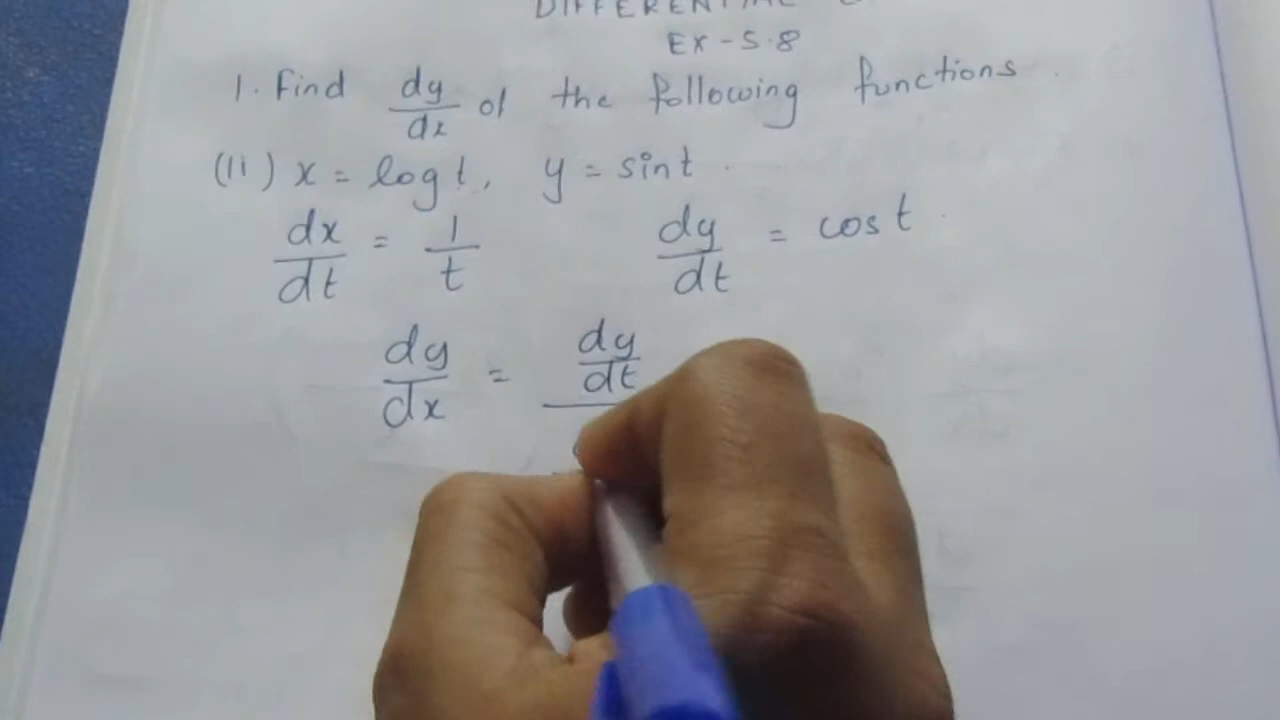 DIFFERENTIAL
EX-5.8
1. Find dy/dx of the following functions.
(ii) x = log t, y = sin t.
dx/dt = 1/t dy/dt = cos t.
dy/dx = dy/dt